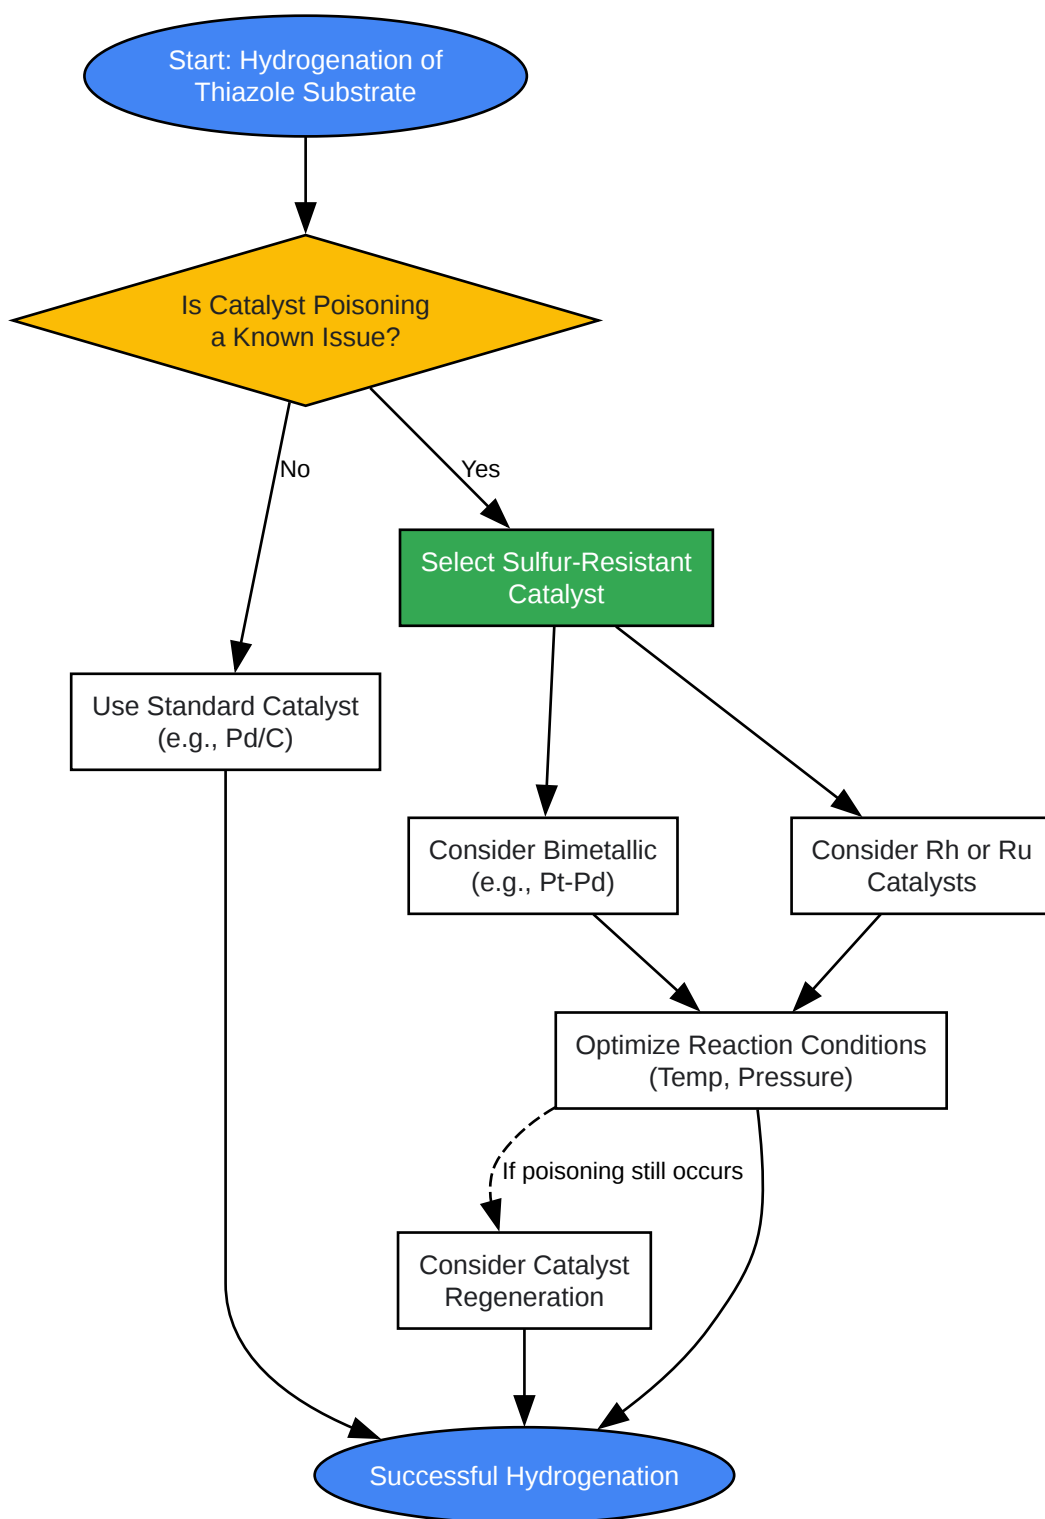 Start: Hydrogenation of
Thiazole Substrate
Is Catalyst Poisoning
a Known Issue?
No
Yes
Select Sulfur-Resistant
Catalyst
Use Standard Catalyst
(e.g., Pd/C)
Consider Bimetallic
(e.g., Pt-Pd)
Consider Rh or Ru
Catalysts
Optimize Reaction Conditions
(Temp, Pressure)
If poisoning still occurs
Consider Catalyst
Regeneration
Successful Hydrogenation